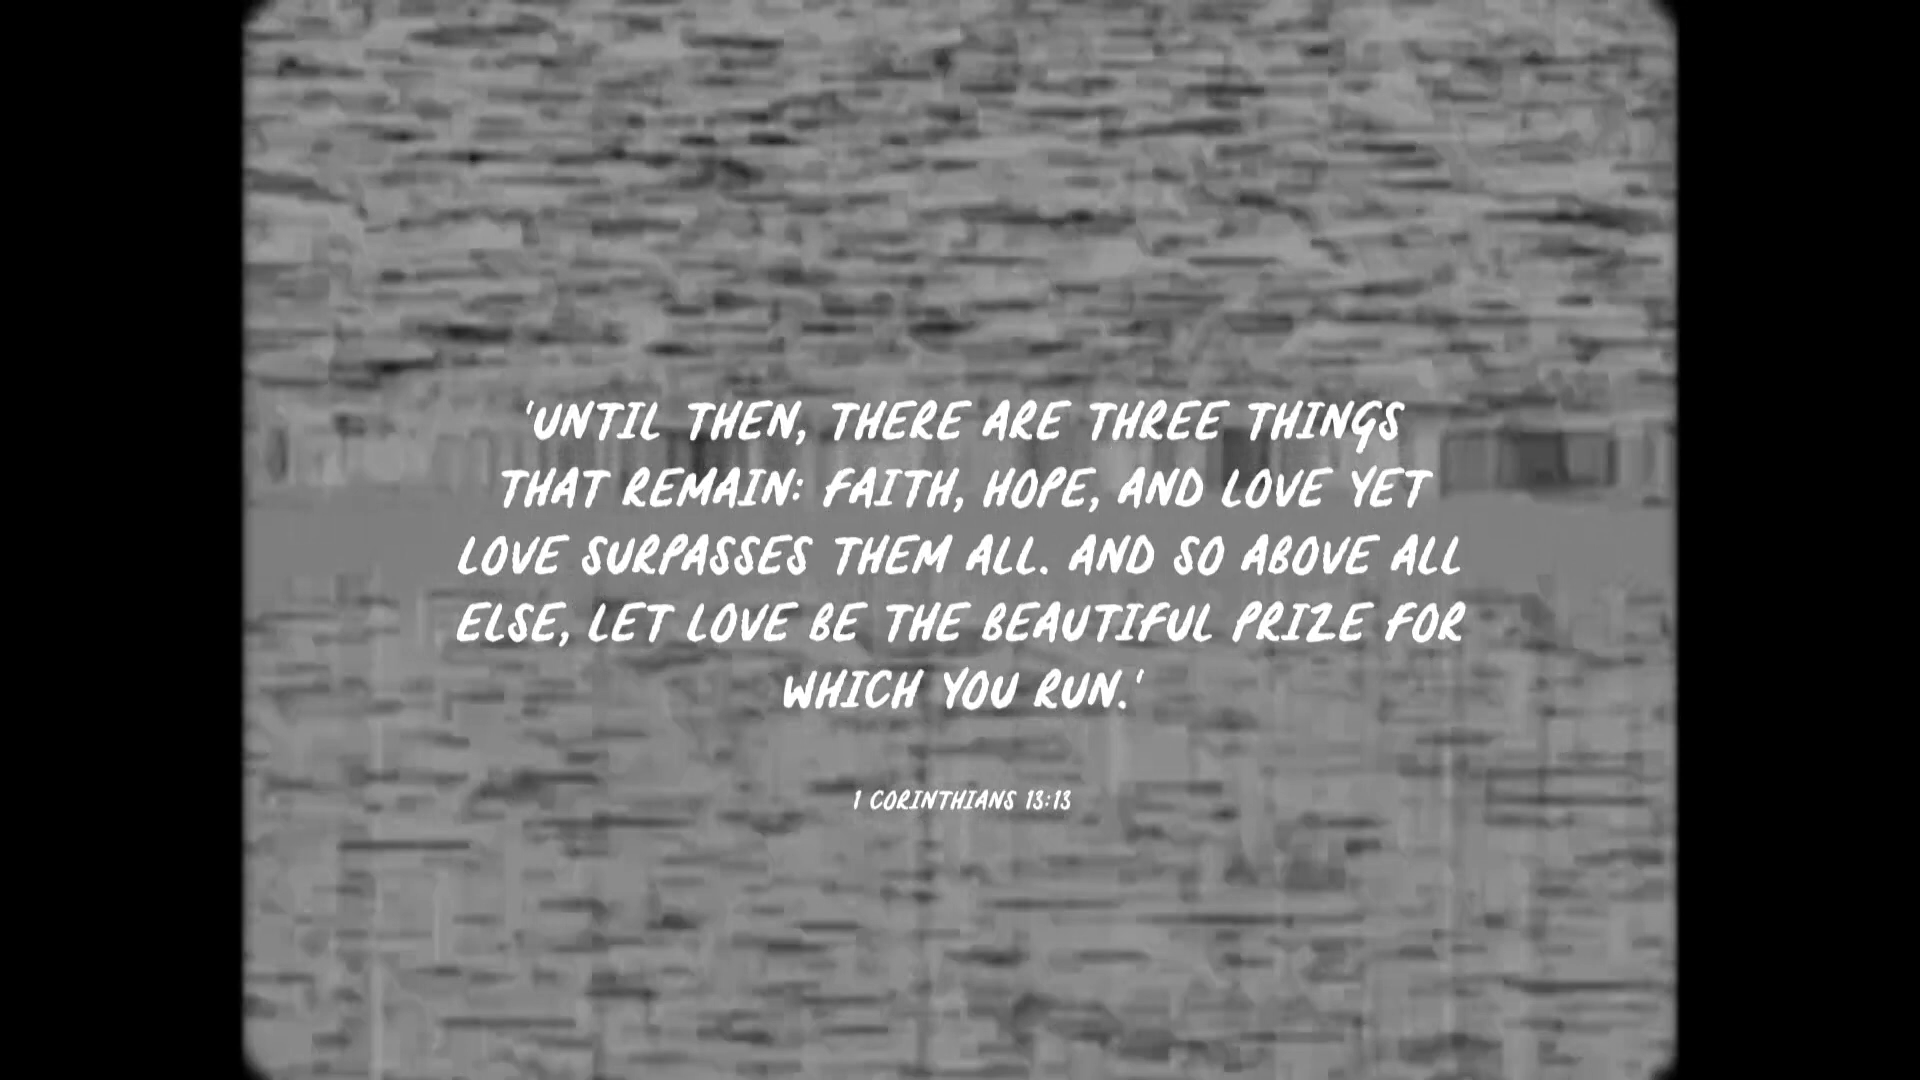 'UNTIL THEN, THERE ARE THREE THINGS
THAT REMAIN: FAITH, HOPE, AND LOVE YET
LOVE SURPASSES THEM ALL. AND SO ABOVE ALL
ELSE, LET LOVE BE THE BEAUTIFUL PRIZE FOR
WHICH YOU RUN.'
1 CORINTHIANS 13:13